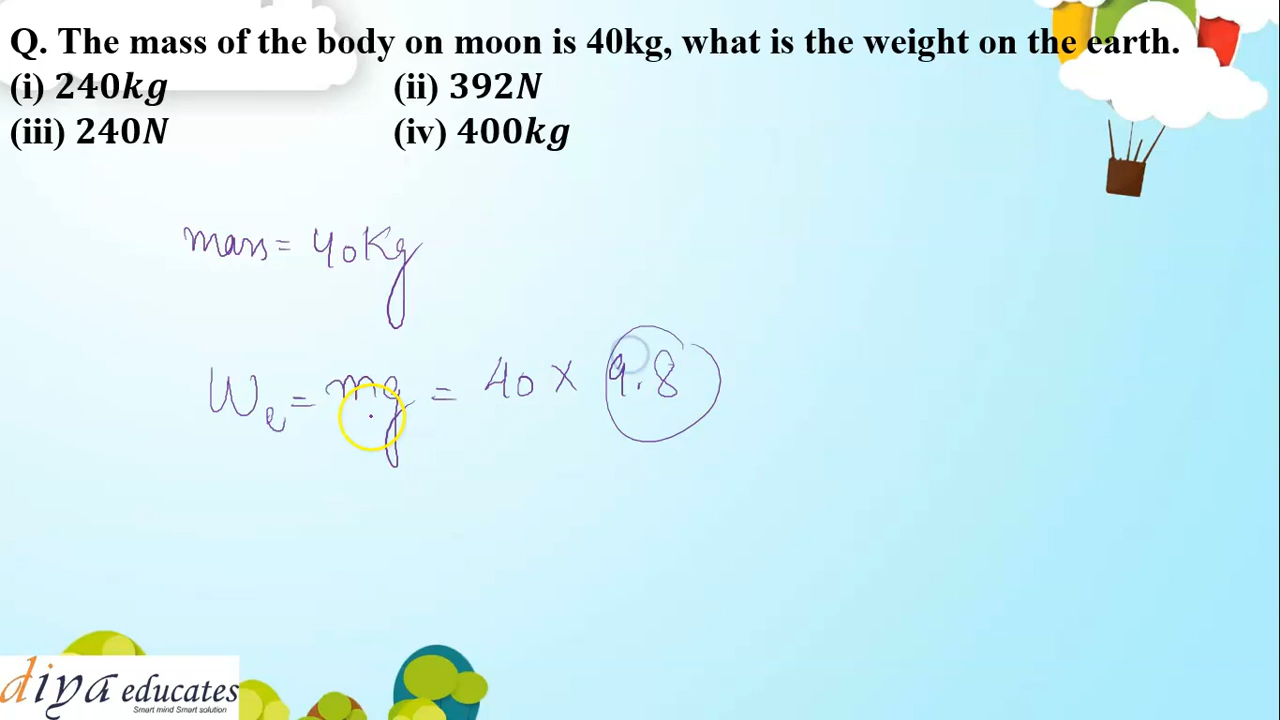 Q. The mass of the body on moon is 40kg, what is the weight on the earth.
(i) 240kg (ii) 392N
(iii) 240N (iv) 400kg
mass = 40Kg
We = mg = 40 × 9.8
diya educates
Smart mind Smart solution